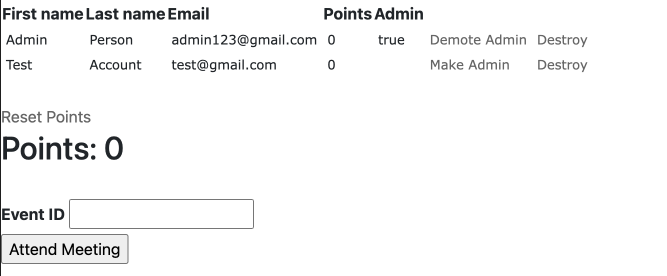 First name Last name Email Points Admin
Admin Person admin123@gmail.com 0 true Demote Admin Destroy
Test Account test@gmail.com 0 Make Admin Destroy
Reset Points
Points: 0
Event ID
Attend Meeting